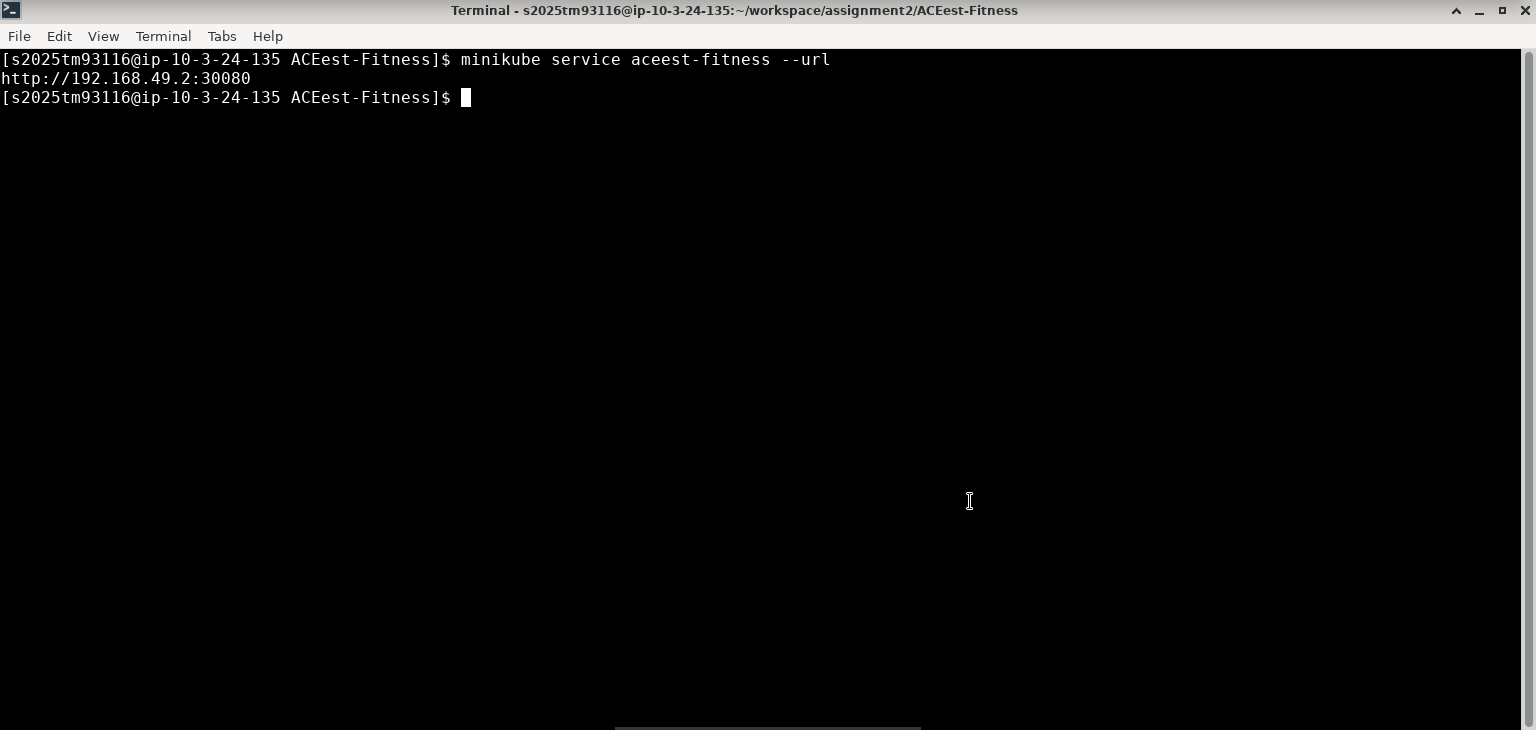 Terminal - s2025tm93116@ip-10-3-24-135:~/workspace/assignment2/ACEest-Fitness
File Edit View Terminal Tabs Help
[s2025tm93116@ip-10-3-24-135 ACEest-Fitness]$ minikube service aceest-fitness --url
http://192.168.49.2:30080
[s2025tm93116@ip-10-3-24-135 ACEest-Fitness]$